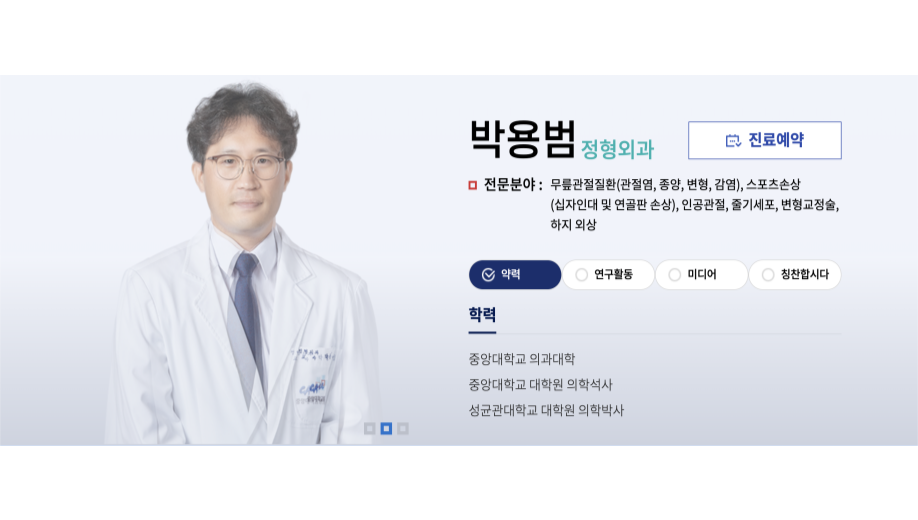 박용범 정형외과
진료예약
전문분야 : 무릎관절질환(관절염, 종양, 변형, 감염), 스포츠손상
(십자인대 및 연골판 손상), 인공관절, 줄기세포, 변형교정술,
하지 외상
약력
연구활동
미디어
칭찬합시다
학력
중앙대학교 의과대학
중앙대학교 대학원 의학석사
성균관대학교 대학원 의학박사